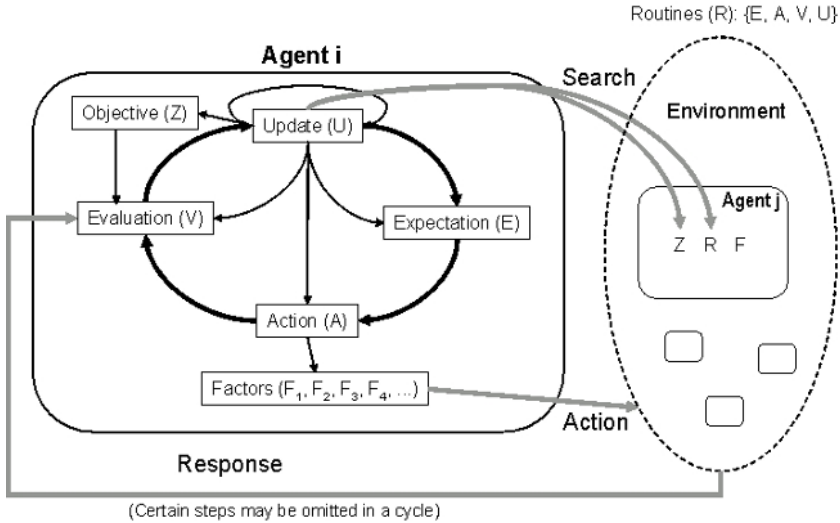 Routines (R): {E, A, V, U}
Agent i
Search
Objective (Z)
Update (U)
Environment
Agent j
Evaluation (V)
Expectation (E)
Z R F
Action (A)
Factors (F1, F2, F3, F4, ...)
Action
Response
(Certain steps may be omitted in a cycle)